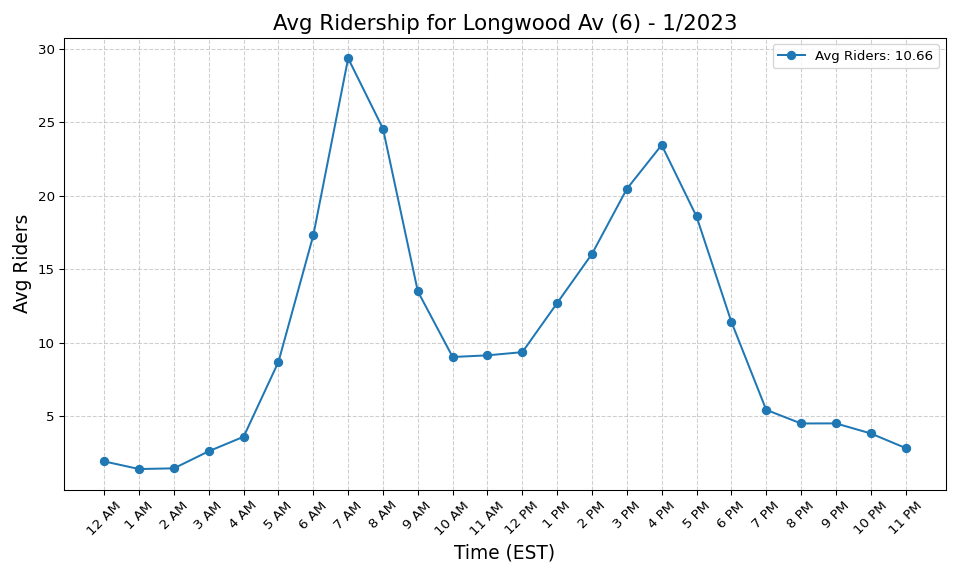 Avg Ridership for Longwood Av (6) - 1/2023
Avg Riders: 10.66
30
25
20
15
10
5
Avg Riders
12 AM
1 AM
2 AM
3 AM
4 AM
5 AM
6 AM
7 AM
8 AM
9 AM
10 AM
11 AM
12 PM
1 PM
2 PM
3 PM
4 PM
5 PM
6 PM
7 PM
8 PM
9 PM
10 PM
11 PM
Time (EST)